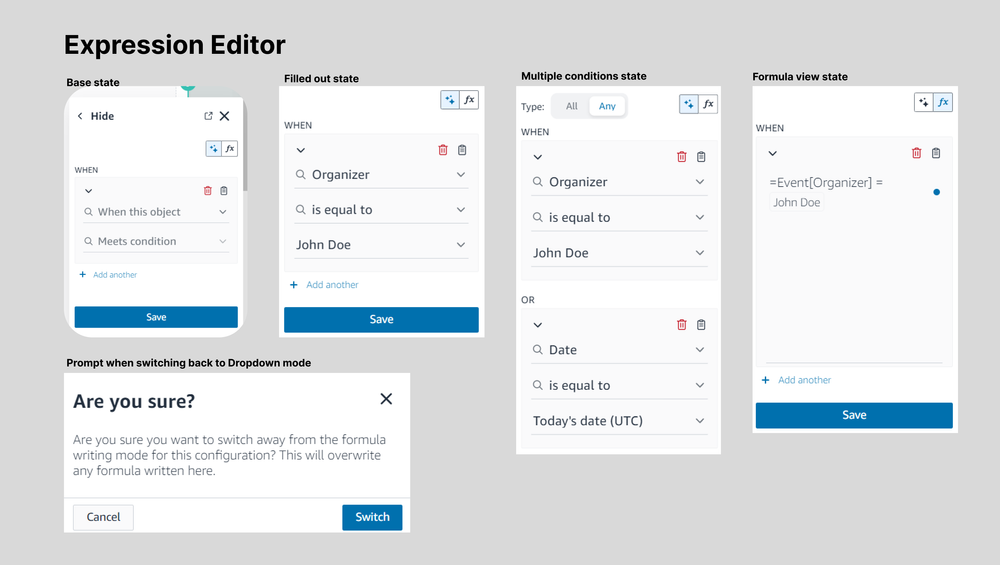 Expression Editor
Base state
Hide
fx
WHEN
When this object
Meets condition
Add another
Save
Filled out state
fx
WHEN
Organizer
is equal to
John Doe
Add another
Save
Multiple conditions state
Type: All Any
fx
WHEN
Organizer
is equal to
John Doe
OR
Date
is equal to
Today's date (UTC)
Formula view state
fx
WHEN
=Event[Organizer] =
John Doe
Add another
Save
Prompt when switching back to Dropdown mode
Are you sure?
Are you sure you want to switch away from the formula
writing mode for this configuration? This will overwrite
any formula written here.
Cancel
Switch